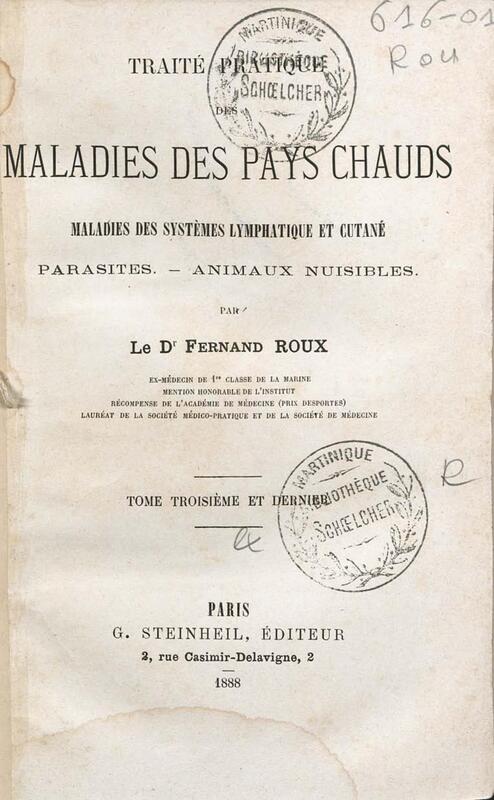 616-01
Rou
MARTINIQUE
BIBLIOTHÈQUE
SCHŒLCHER
TRAITÉ PRATIQUE
DES
MALADIES DES PAYS CHAUDS
MALADIES DES SYSTÈMES LYMPHATIQUE ET CUTANÉ
PARASITES. — ANIMAUX NUISIBLES.
PAR
LE Dr FERNAND ROUX
EX-MÉDECIN DE 1re CLASSE DE LA MARINE
MENTION HONORABLE DE L'INSTITUT
RÉCOMPENSE DE L'ACADÉMIE DE MÉDECINE (PRIX DESPORTES)
LAURÉAT DE LA SOCIÉTÉ MÉDICO-PRATIQUE ET DE LA SOCIÉTÉ DE MÉDECINE
MARTINIQUE
BIBLIOTHÈQUE
SCHŒLCHER
R
TOME TROISIÈME ET DERNIER
PARIS
G. STEINHEIL, ÉDITEUR
2, rue Casimir-Delavigne, 2
1888